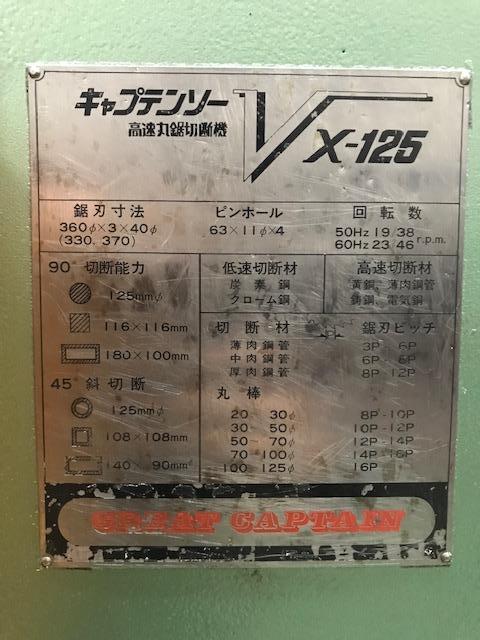 キャプテンソー VX-125
高速丸鋸切断機
鋸刃寸法 ピンホール 回転数
360φ×3×40φ 63×11φ×4 50Hz 19/38
(330, 370) 60Hz 23/46 r.p.m.
90° 切断能力 低速切断材 高速切断材
炭素鋼 黄銅、薄肉鋼管
125mmφ クローム鋼 鋳鋼、電気銅
116×116mm 切断材 鋸刃ピッチ
180×100mm 薄肉鋼管 3P - 6P
中肉鋼管 6P - 8P
45° 斜切断 厚肉鋼管 8P - 12P
丸棒
125mmφ 20 30φ 8P - 10P
108×108mm 30 50φ 10P - 12P
50 - 70φ 12P - 14P
140× 90mm 70 100φ 14P - 16P
100 125φ 16P
GREAT CAPTAIN